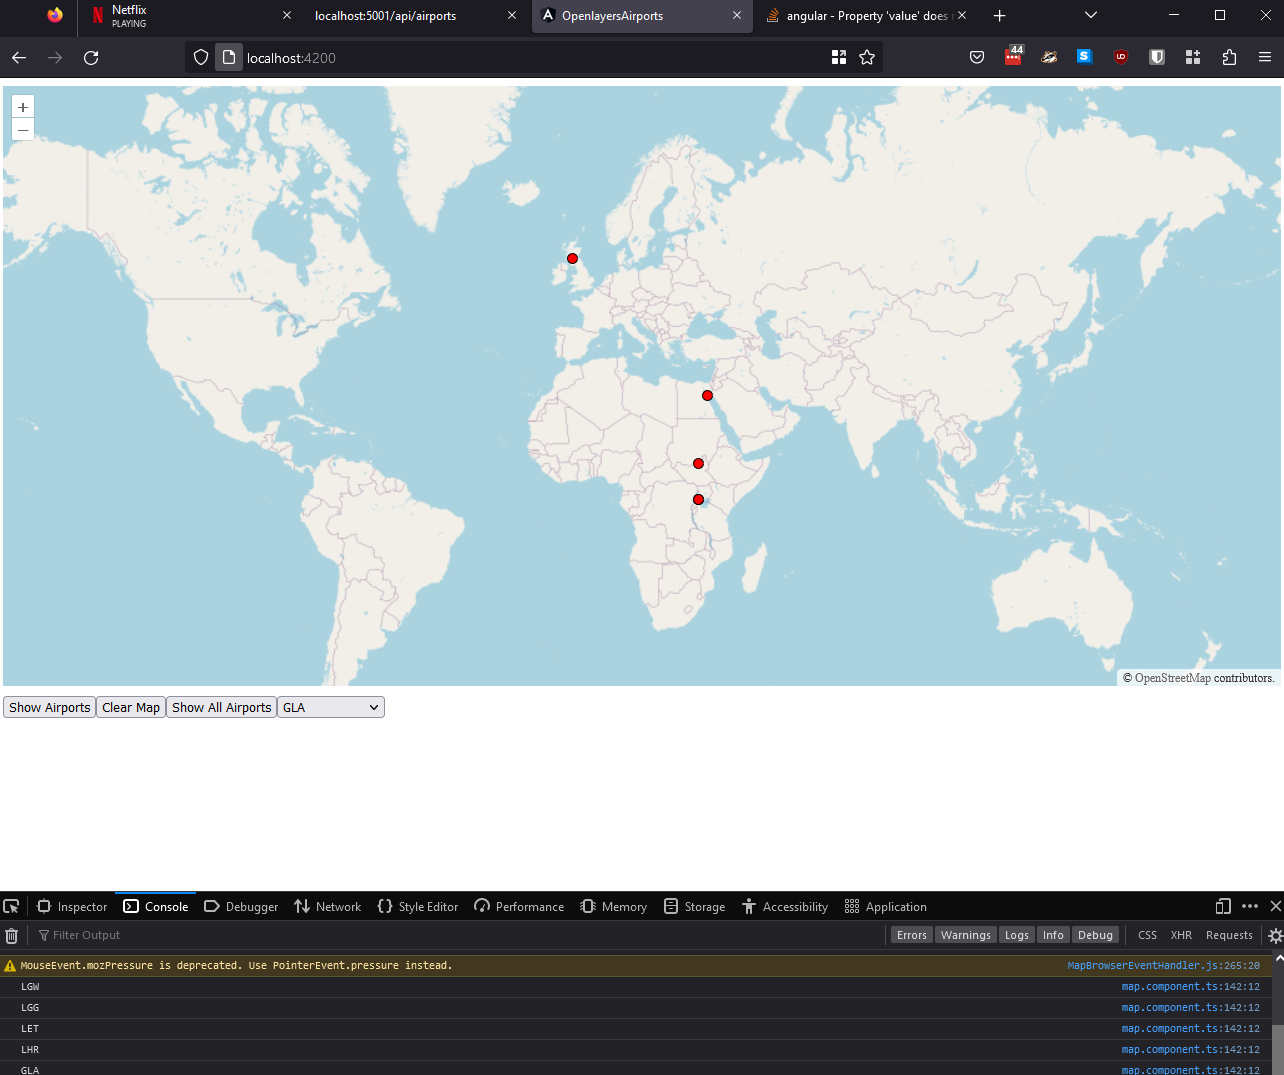 Netflix
PLAYING
localhost:5001/api/airports
OpenlayersAirports
angular - Property 'value' does
localhost:4200
44
+
–
© OpenStreetMap contributors.
Show Airports Clear Map Show All Airports GLA
Inspector Console Debugger Network Style Editor Performance Memory Storage Accessibility Application
Filter Output Errors Warnings Logs Info Debug CSS XHR Requests
MouseEvent.mozPressure is deprecated. Use PointerEvent.pressure instead. MapBrowserEventHandler.js:265:20
LGW map.component.ts:142:12
LGG map.component.ts:142:12
LET map.component.ts:142:12
LHR map.component.ts:142:12
GLA map.component.ts:142:12